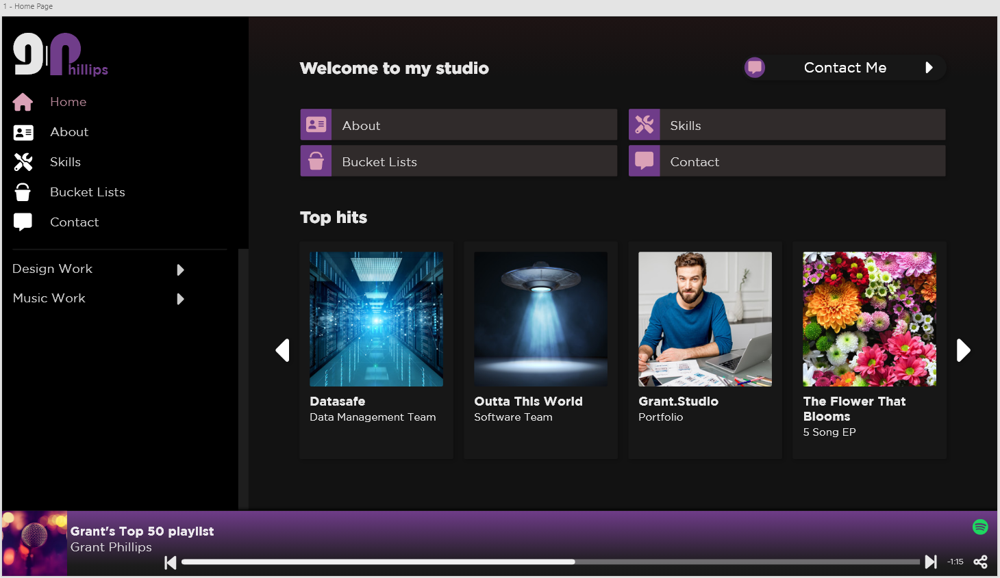 1 - Home Page
gPhillips
Home
About
Skills
Bucket Lists
Contact
Design Work
Music Work
Welcome to my studio
Contact Me
About
Skills
Bucket Lists
Contact
Top hits
Datasafe
Data Management Team
Outta This World
Software Team
Grant.Studio
Portfolio
The Flower That
Blooms
5 Song EP
Grant's Top 50 playlist
Grant Phillips
-1:15